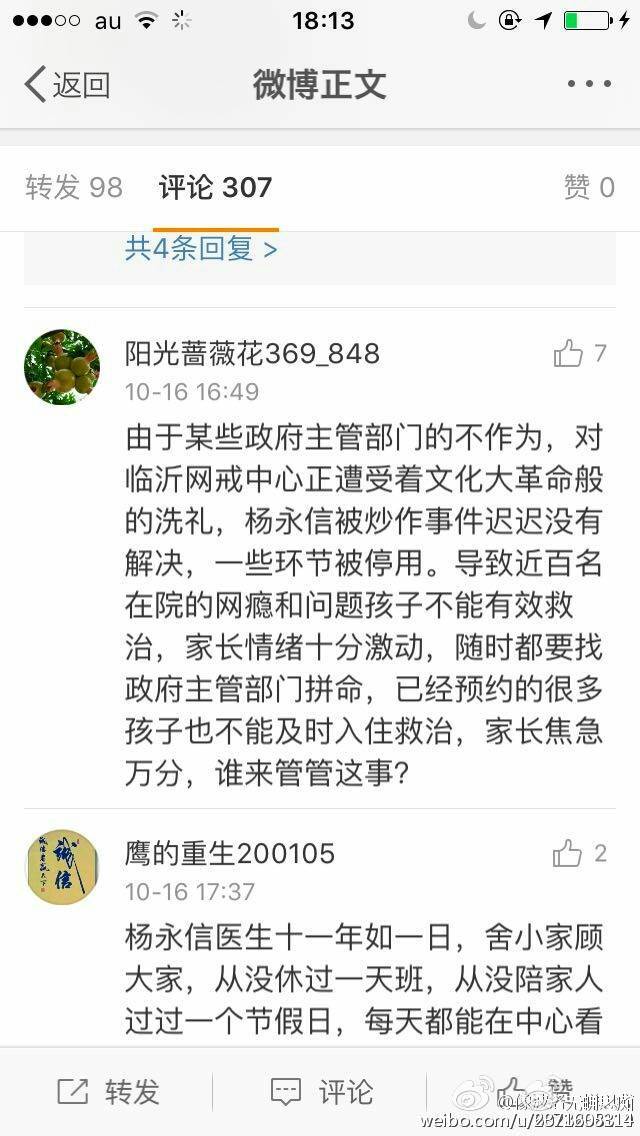 au 18:13
返回 微博正文
转发 98 评论 307 赞 0
共4条回复 >
阳光蔷薇花369_848 7
10-16 16:49
由于某些政府主管部门的不作为，对
临沂网戒中心正遭受着文化大革命般
的洗礼，杨永信被炒作事件迟迟没有
解决，一些环节被停用。导致近百名
在院的网瘾和问题孩子不能有效救
治，家长情绪十分激动，随时都要找
政府主管部门拼命，已经预约的很多
孩子也不能及时入住救治，家长焦急
万分，谁来管管这事？
诚信
鹰的重生200105 2
10-16 17:37
杨永信医生十一年如一日，舍小家顾
大家，从没休过一天班，从没陪家人
过过一个节假日，每天都能在中心看
转发 评论 赞
weibo.com/u/